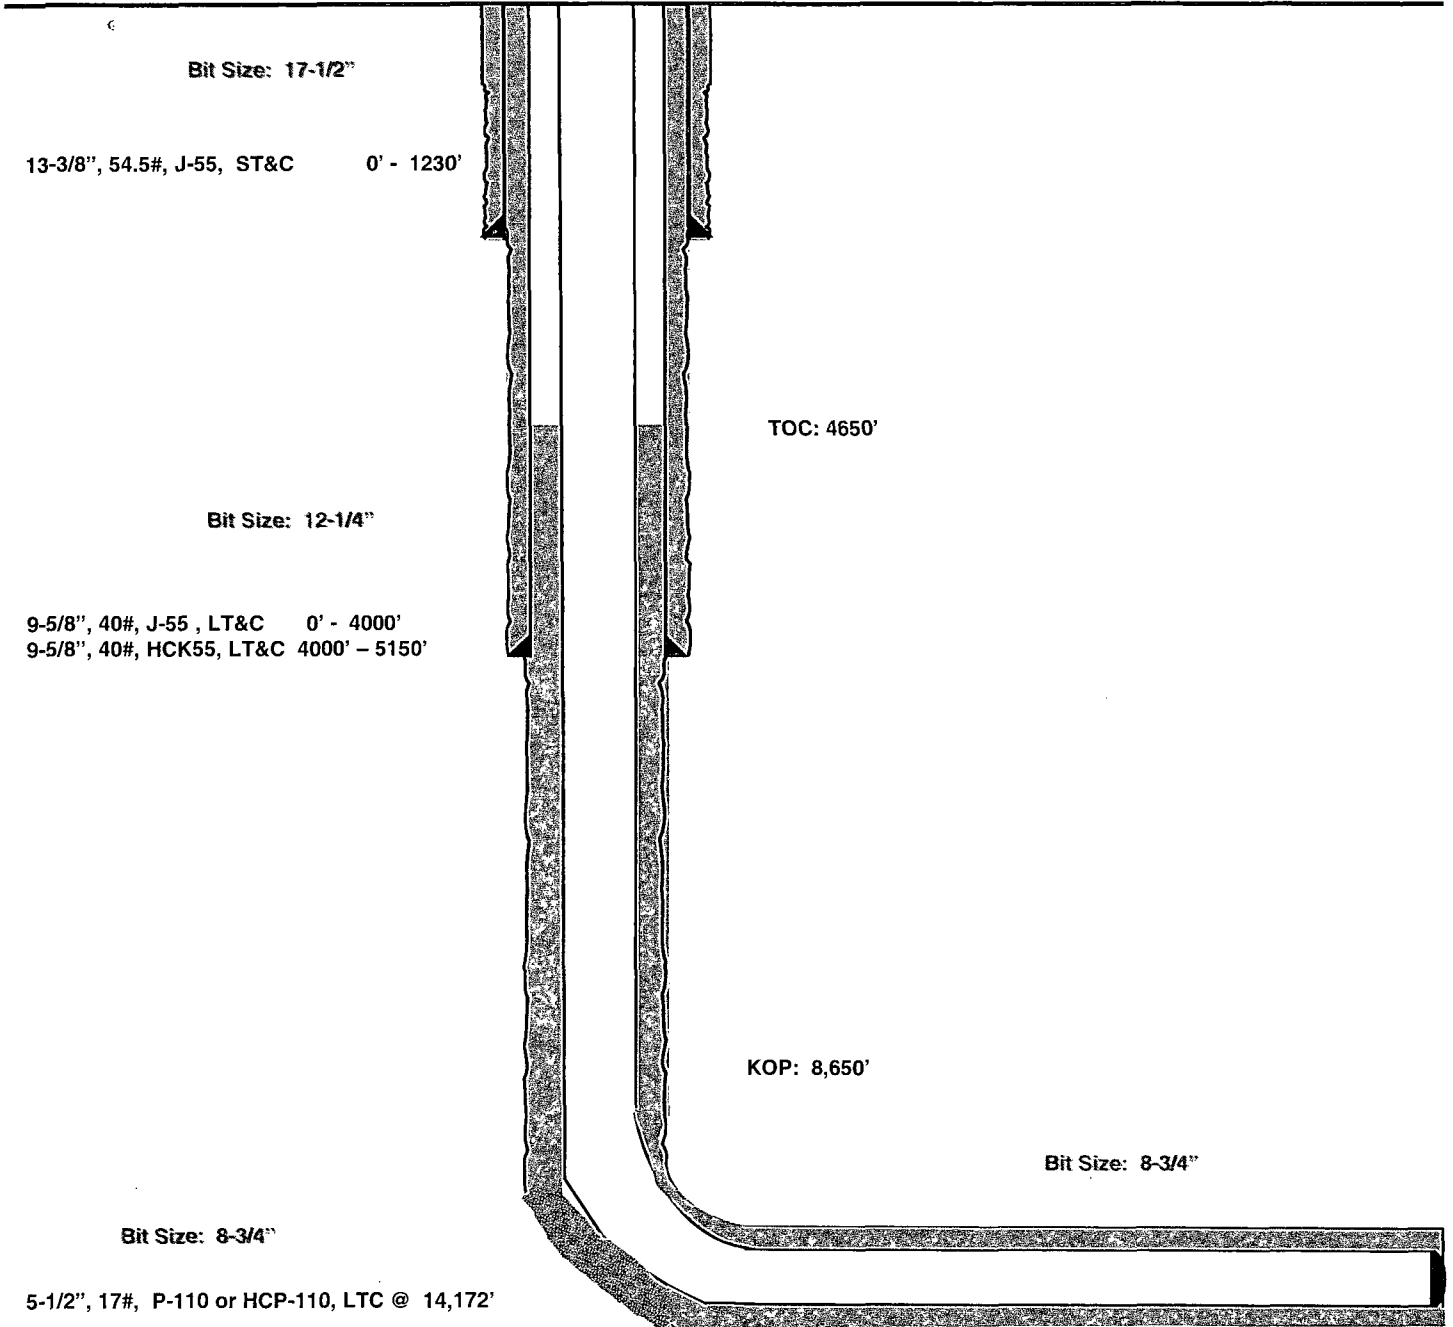 Bit Size: 17-1/2”
13-3/8”, 54.5#, J-55, ST&C 0’ - 1230’
TOC: 4650’
Bit Size: 12-1/4”
9-5/8”, 40#, J-55 , LT&C 0’ - 4000’
9-5/8”, 40#, HCK55, LT&C 4000’ – 5150’
KOP: 8,650’
Bit Size: 8-3/4”
Bit Size: 8-3/4”
5-1/2”, 17#, P-110 or HCP-110, LTC @ 14,172’